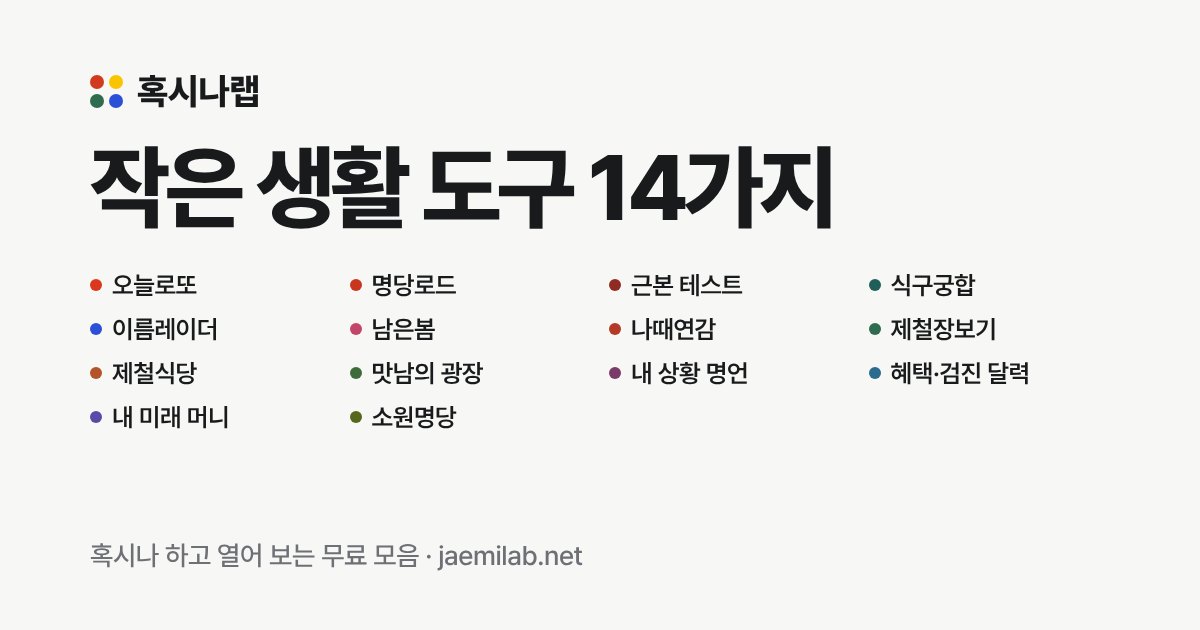 혹시나랩
작은 생활 도구 14가지
오늘로또 명당로드 근본 테스트 식구궁합
이름레이더 남은봄 나때연감 제철장보기
제철식당 맛남의 광장 내 상황 명언 혜택·검진 달력
내 미래 머니 소원명당
혹시나 하고 열어 보는 무료 모음 · jaemilab.net